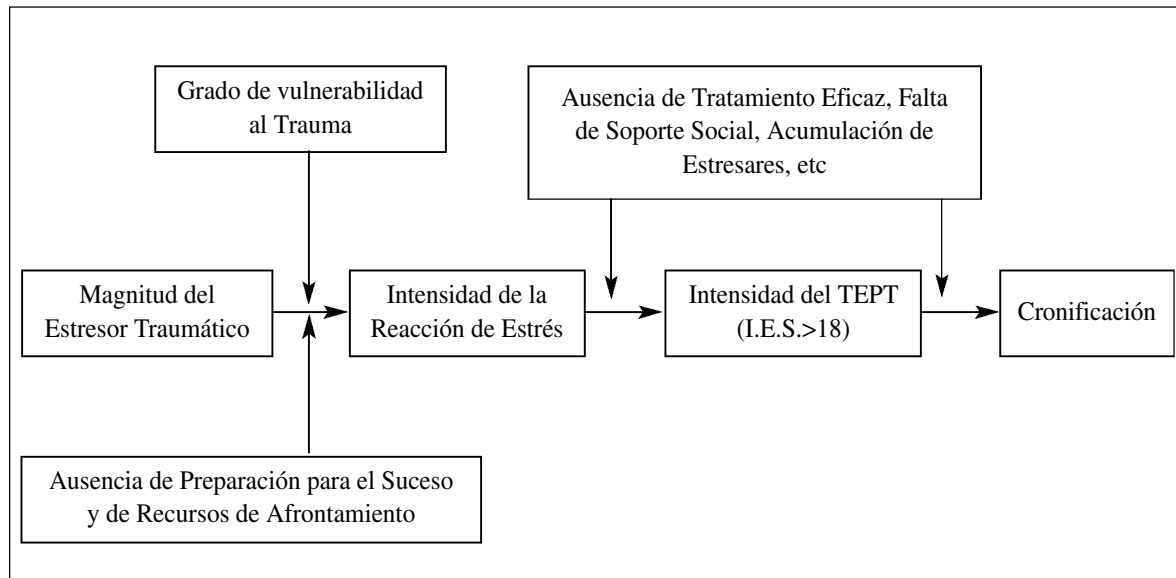 Grado de vulnerabilidad
al Trauma
Ausencia de Tratamiento Eficaz, Falta
de Soporte Social, Acumulación de
Estresares, etc
Magnitud del
Estresor Traumático
Intensidad de la
Reacción de Estrés
Intensidad del TEPT
(I.E.S.>18)
Cronificación
Ausencia de Preparación para el Suceso
y de Recursos de Afrontamiento